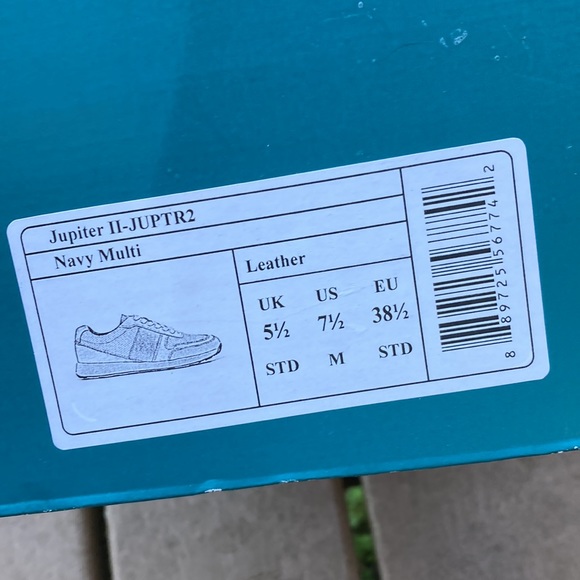 Jupiter II-JUPTR2
Navy Multi
Leather
UK US EU
5½ 7½ 38½
STD M STD
8 89725 56774 2